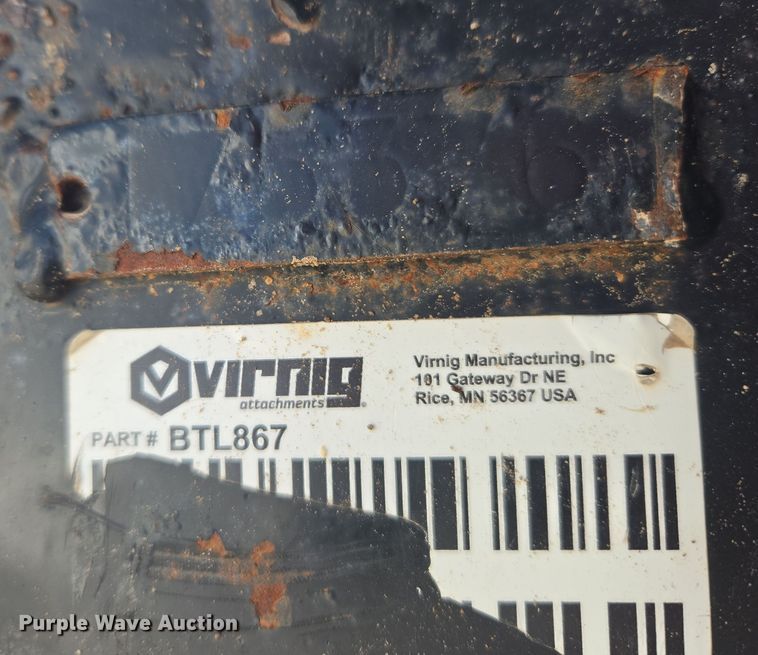 virnig
attachments
Virnig Manufacturing, Inc
101 Gateway Dr NE
Rice, MN 56367 USA
PART # BTL867
Purple Wave Auction